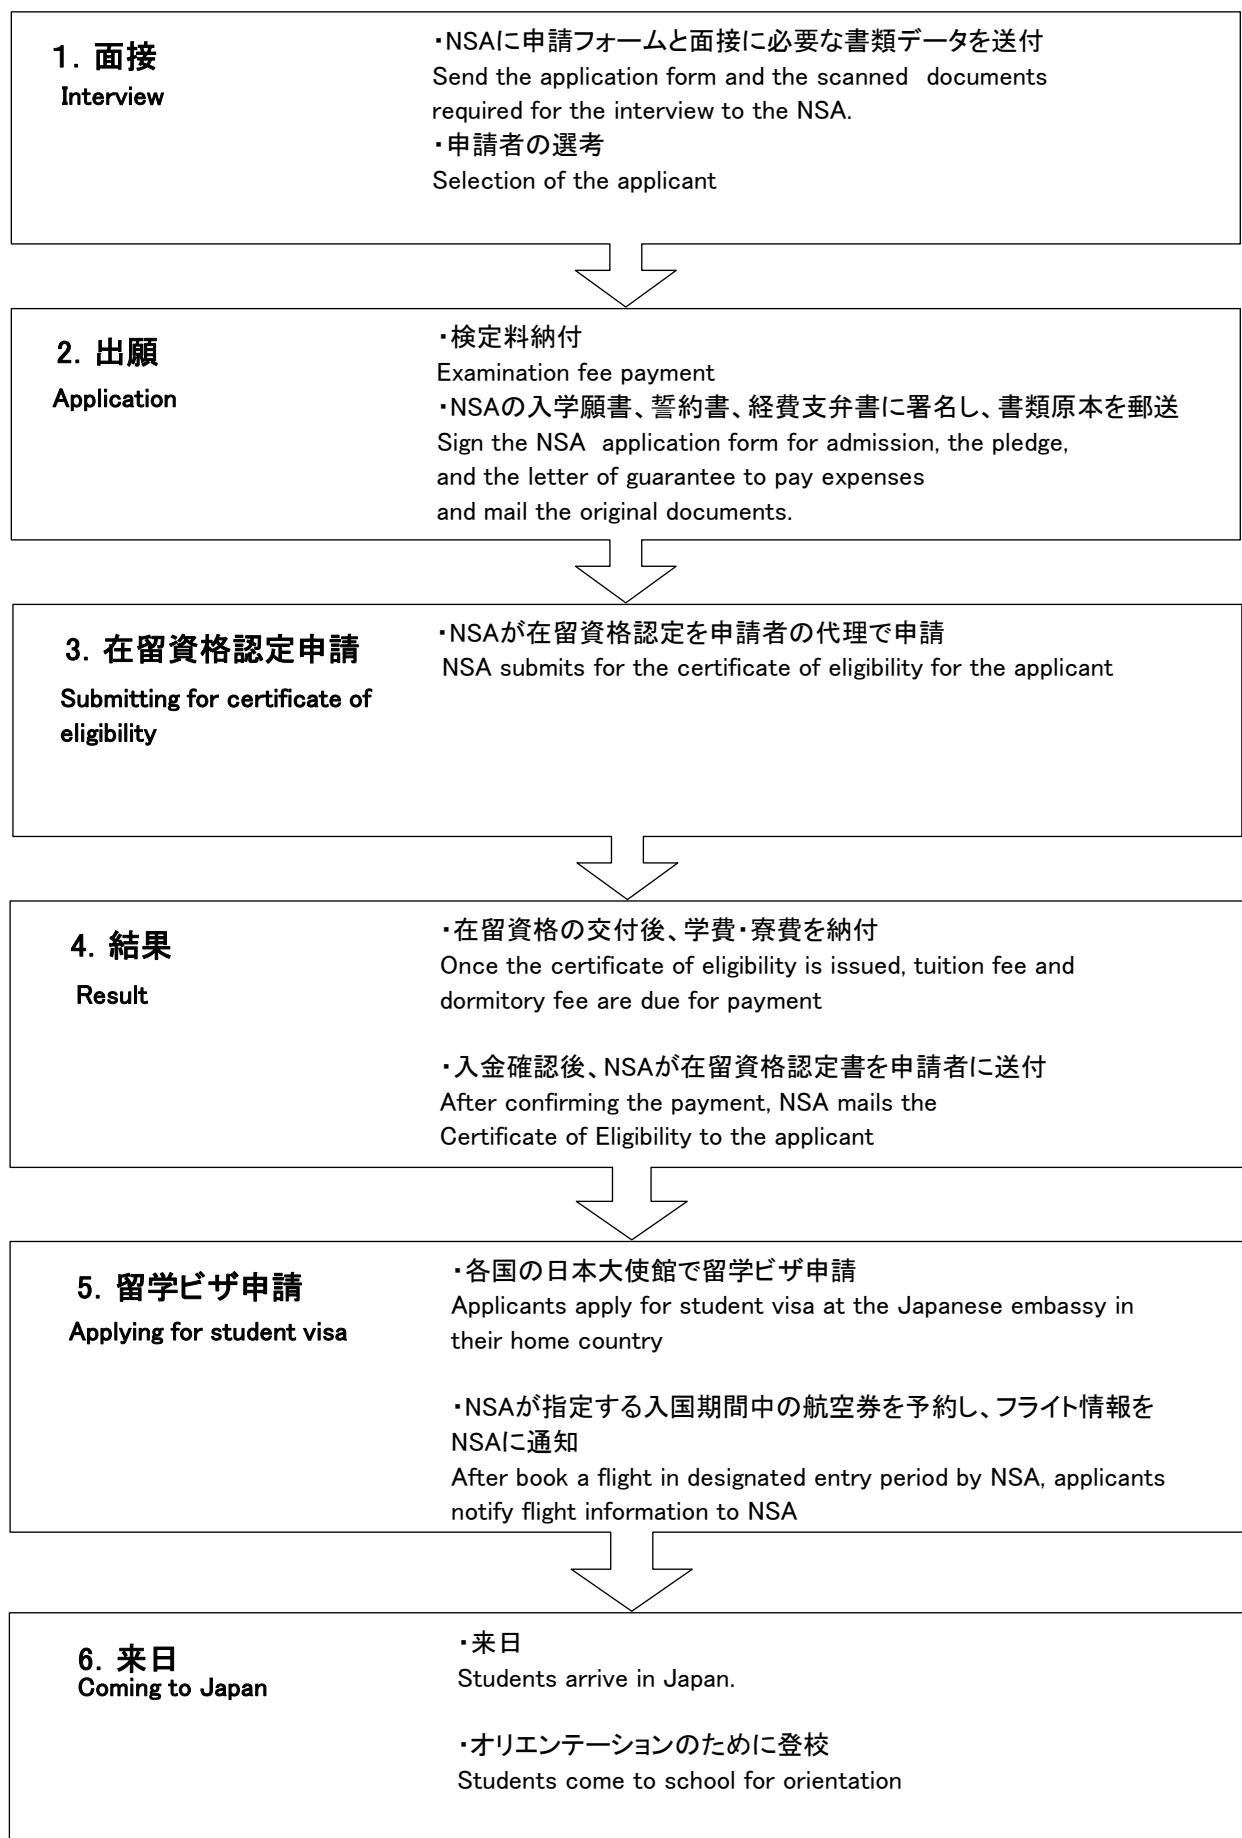 1. 面接
Interview
・NSAに申請フォームと面接に必要な書類データを送付
Send the application form and the scanned documents
required for the interview to the NSA.
・申請者の選考
Selection of the applicant
2. 出願
Application
・検定料納付
Examination fee payment
・NSAの入学願書、誓約書、経費支弁書に署名し、書類原本を郵送
Sign the NSA application form for admission, the pledge,
and the letter of guarantee to pay expenses
and mail the original documents.
3. 在留資格認定申請
Submitting for certificate of
eligibility
・NSAが在留資格認定を申請者の代理で申請
NSA submits for the certificate of eligibility for the applicant
4. 結果
Result
・在留資格の交付後、学費・寮費を納付
Once the certificate of eligibility is issued, tuition fee and
dormitory fee are due for payment
・入金確認後、NSAが在留資格認定書を申請者に送付
After confirming the payment, NSA mails the
Certificate of Eligibility to the applicant
5. 留学ビザ申請
Applying for student visa
・各国の日本大使館で留学ビザ申請
Applicants apply for student visa at the Japanese embassy in
their home country
・NSAが指定する入国期間中の航空券を予約し、フライト情報を
NSAに通知
After book a flight in designated entry period by NSA, applicants
notify flight information to NSA
6. 来日
Coming to Japan
・来日
Students arrive in Japan.
・オリエンテーションのために登校
Students come to school for orientation